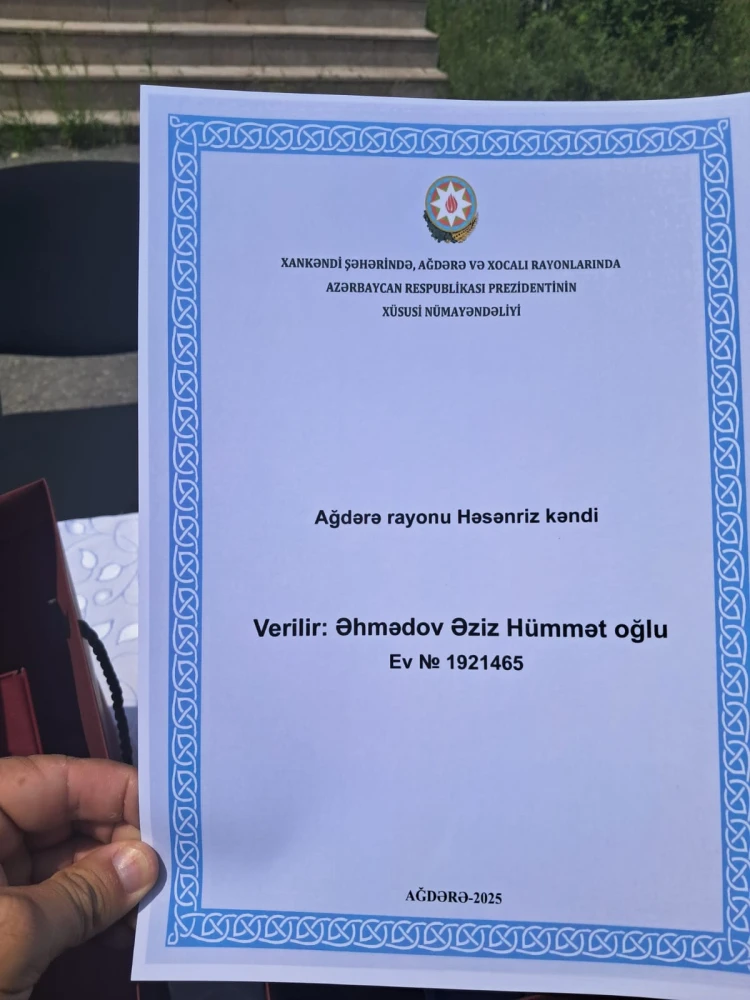 XANKƏNDİ ŞƏHƏRİNDƏ, AĞDƏRƏ VƏ XOCALI RAYONLARINDA
AZƏRBAYCAN RESPUBLİKASI PREZİDENTİNİN
XÜSUSİ NÜMAYƏNDƏLİYİ
Ağdərə rayonu Həsənriz kəndi
Verilir: Əhmədov Əziz Hümmət oğlu
Ev № 1921465
AĞDƏRƏ-2025